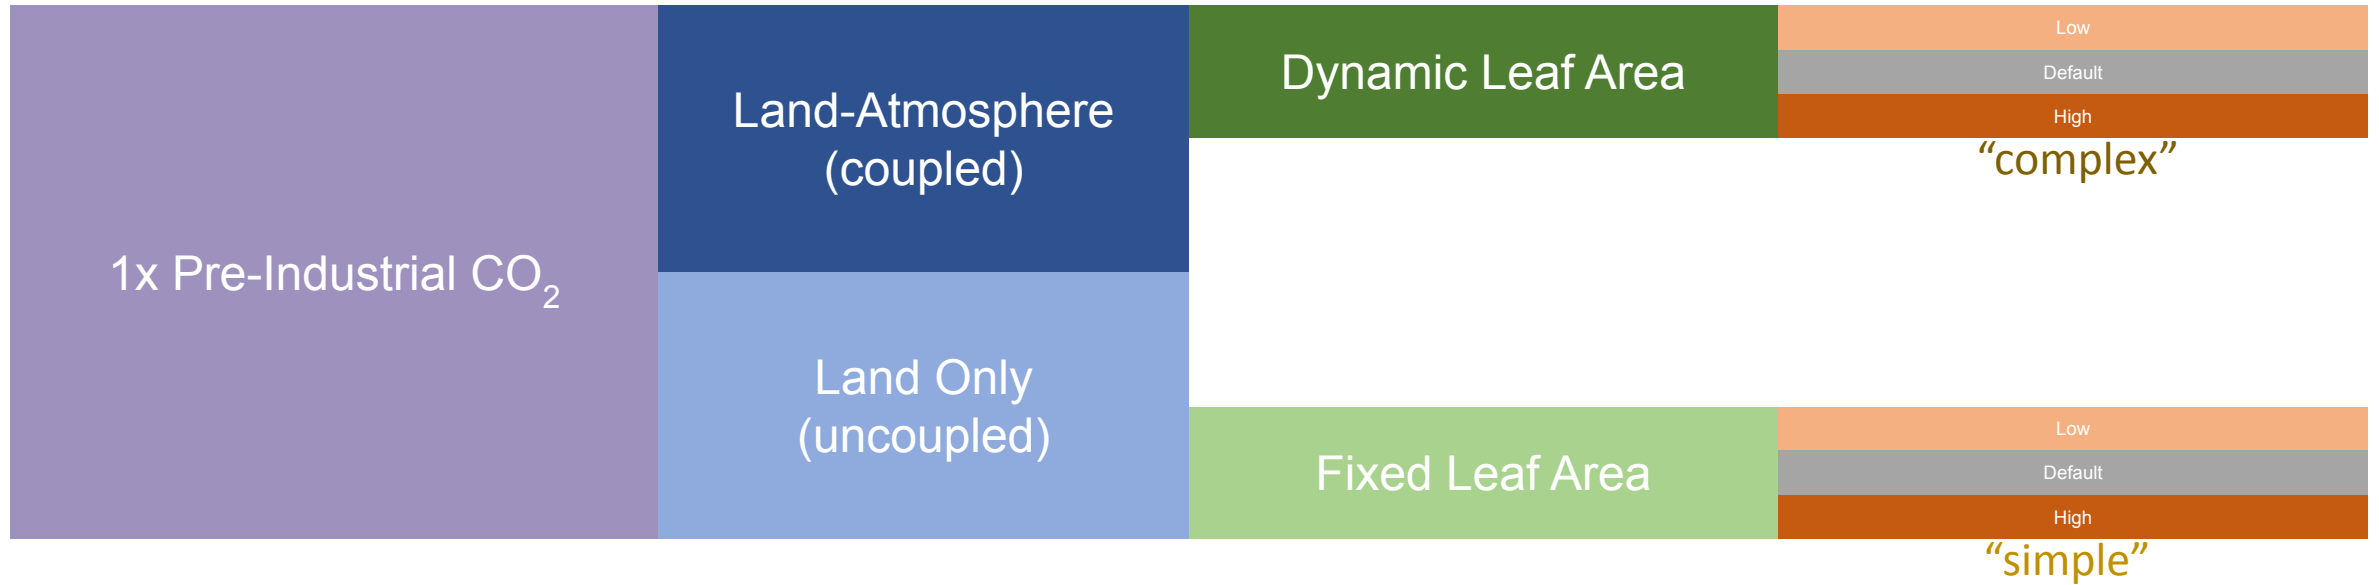 1x Pre-Industrial CO₂
Land-Atmosphere
(coupled)
Land Only
(uncoupled)
Dynamic Leaf Area
Low
Default
High
“complex”
Fixed Leaf Area
Low
Default
High
“simple”